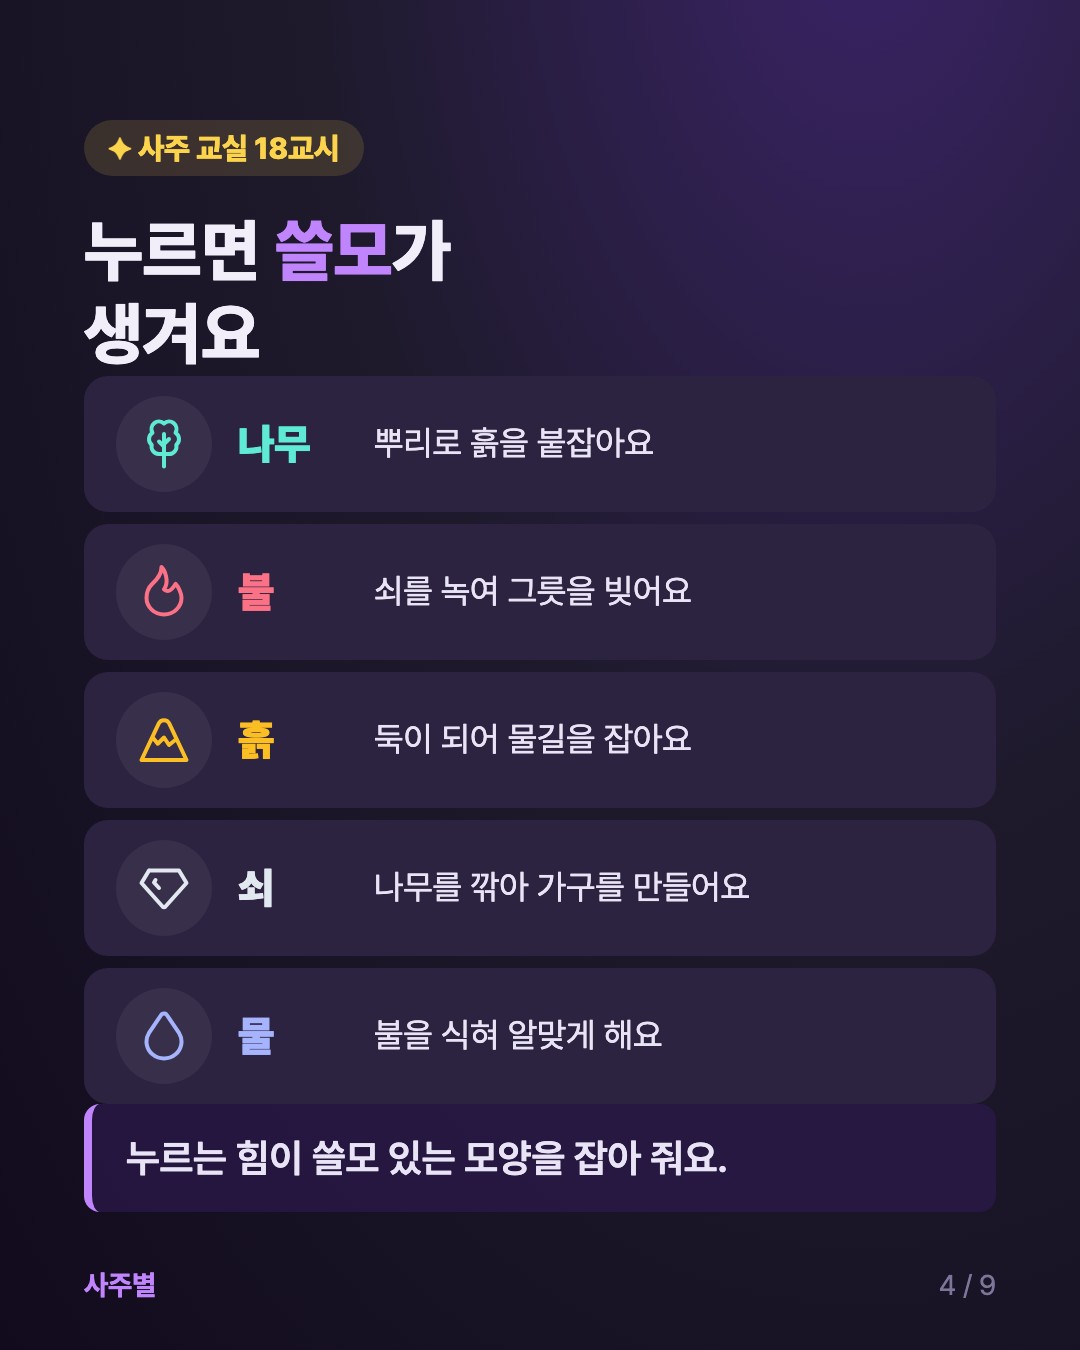 ✦ 사주 교실 18교시
누르면 쓸모가
생겨요
나무 뿌리로 흙을 붙잡아요
불 쇠를 녹여 그릇을 빚어요
흙 둑이 되어 물길을 잡아요
쇠 나무를 깎아 가구를 만들어요
물 불을 식혀 알맞게 해요
누르는 힘이 쓸모 있는 모양을 잡아 줘요.
사주별
4 / 9